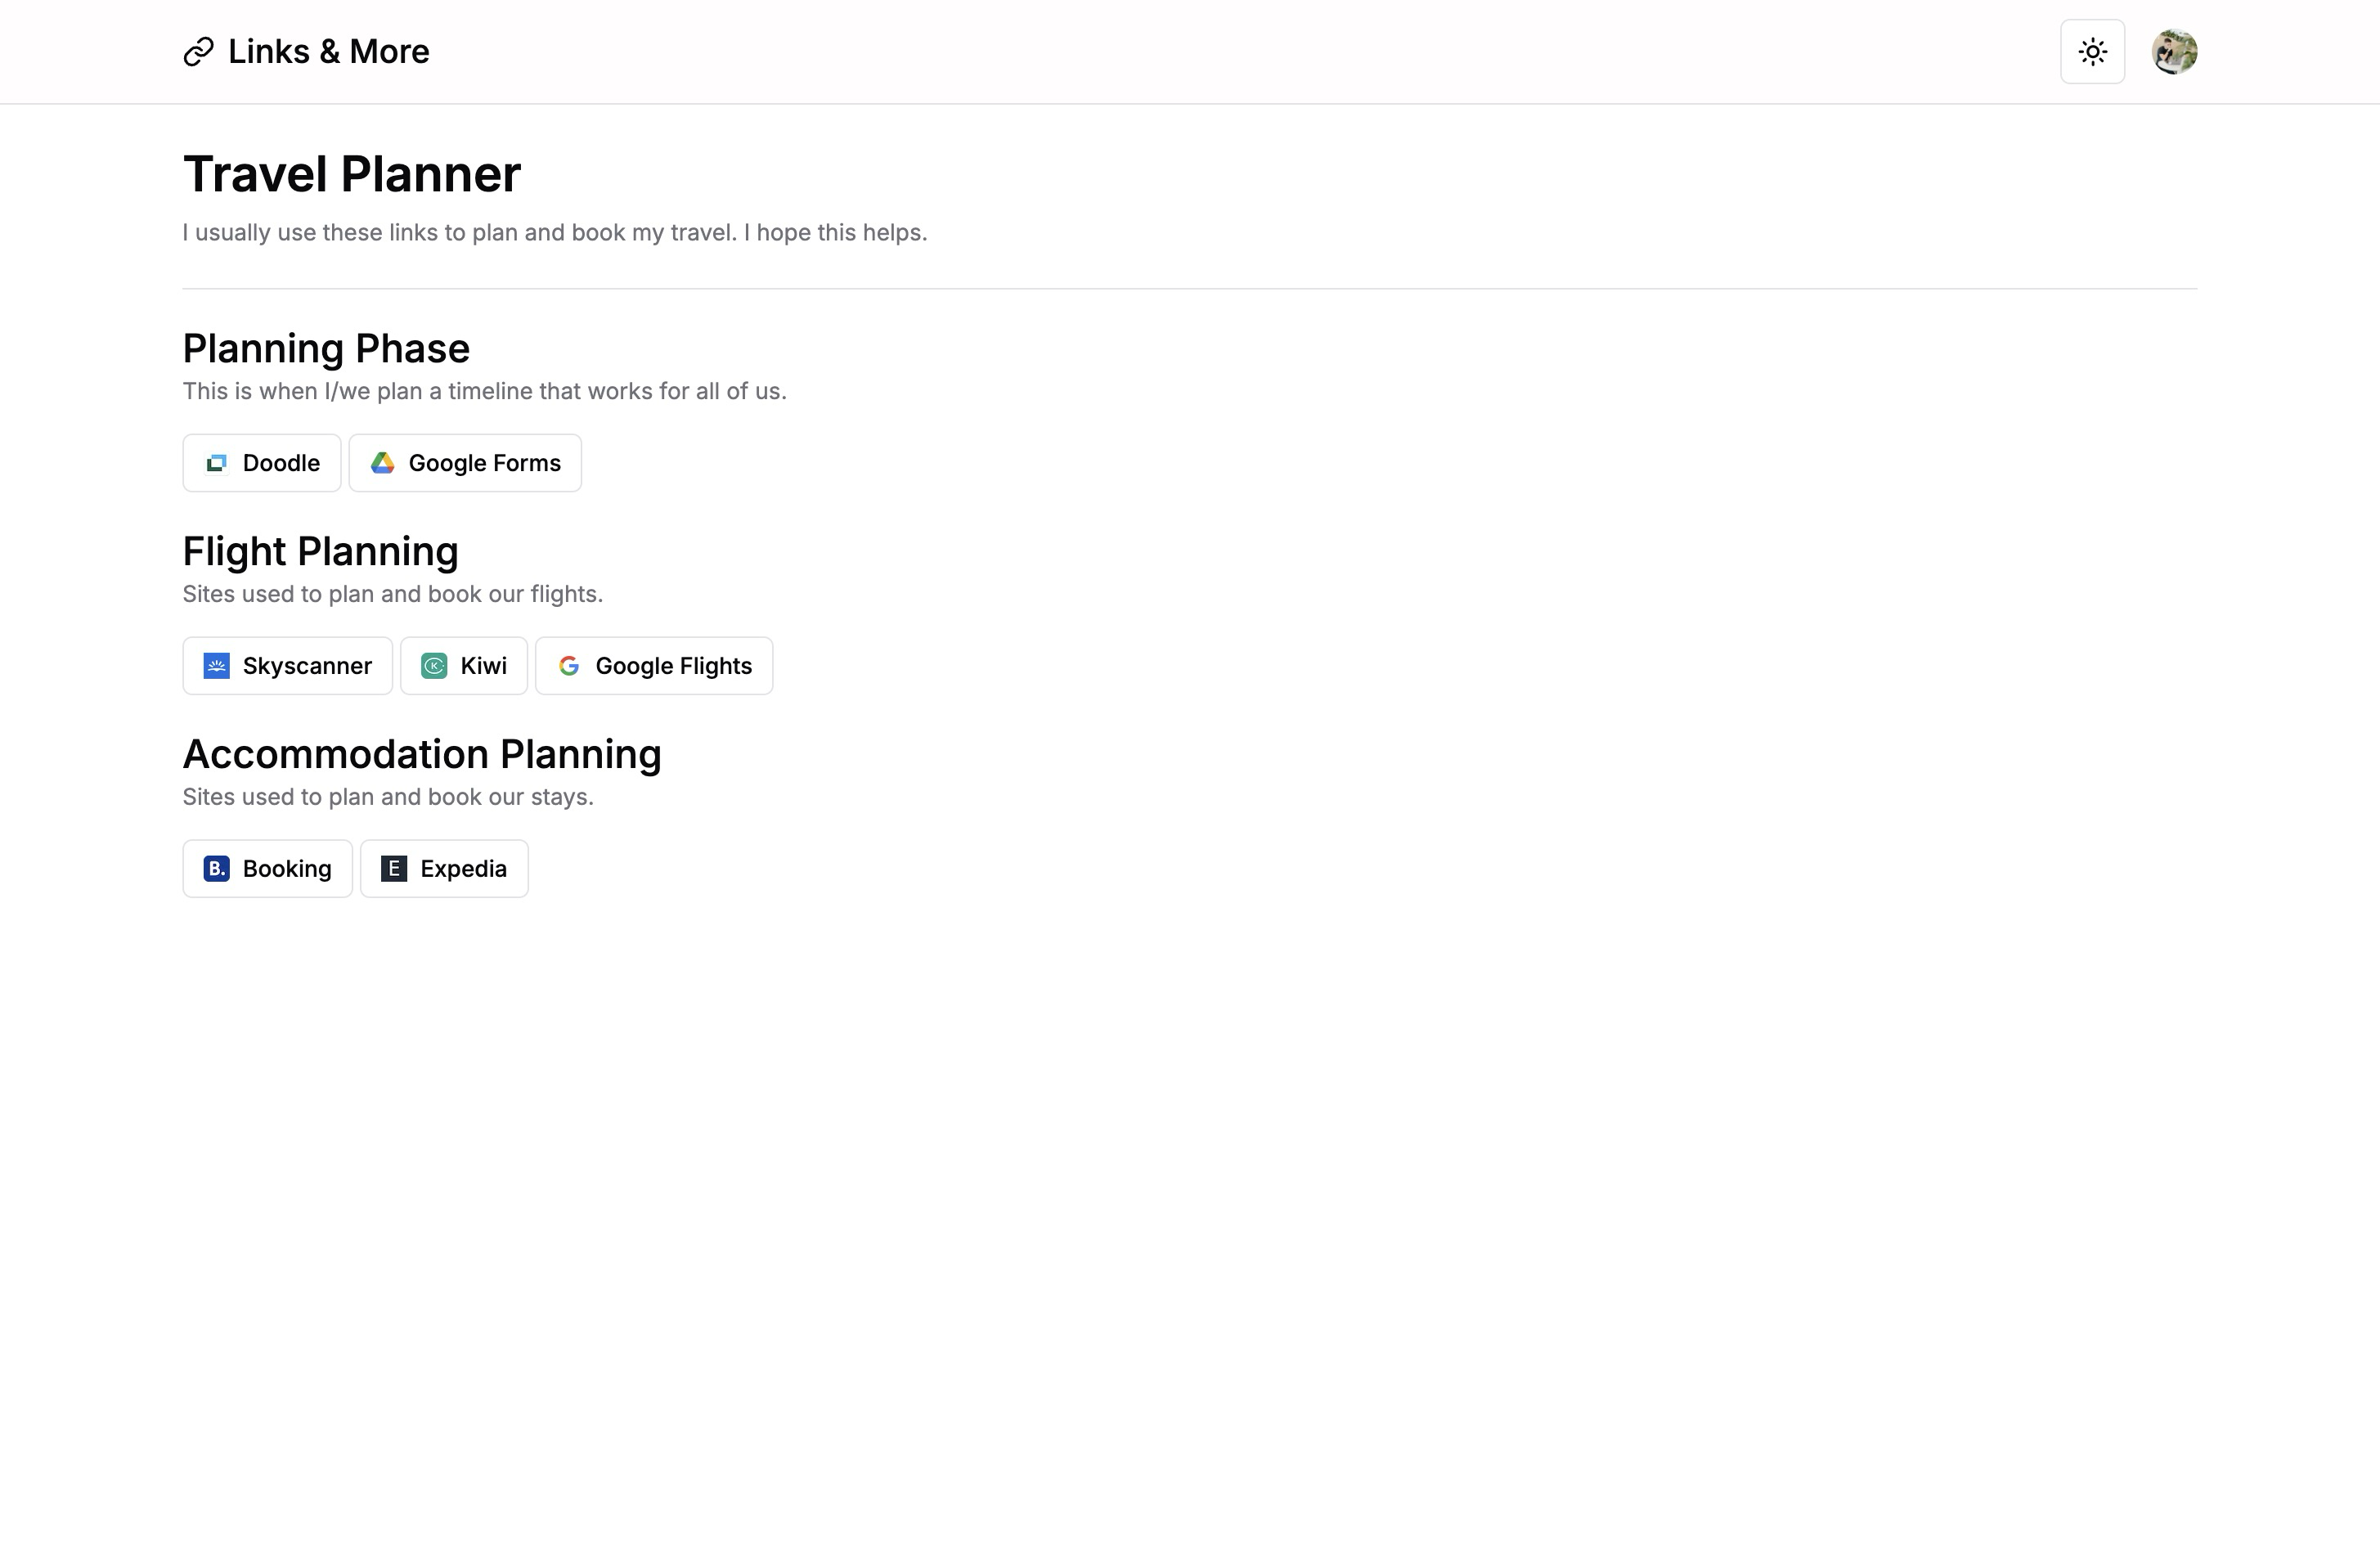 Links & More
Travel Planner
I usually use these links to plan and book my travel. I hope this helps.
Planning Phase
This is when I/we plan a timeline that works for all of us.
Doodle Google Forms
Flight Planning
Sites used to plan and book our flights.
Skyscanner K Kiwi G Google Flights
Accommodation Planning
Sites used to plan and book our stays.
B. Booking E Expedia